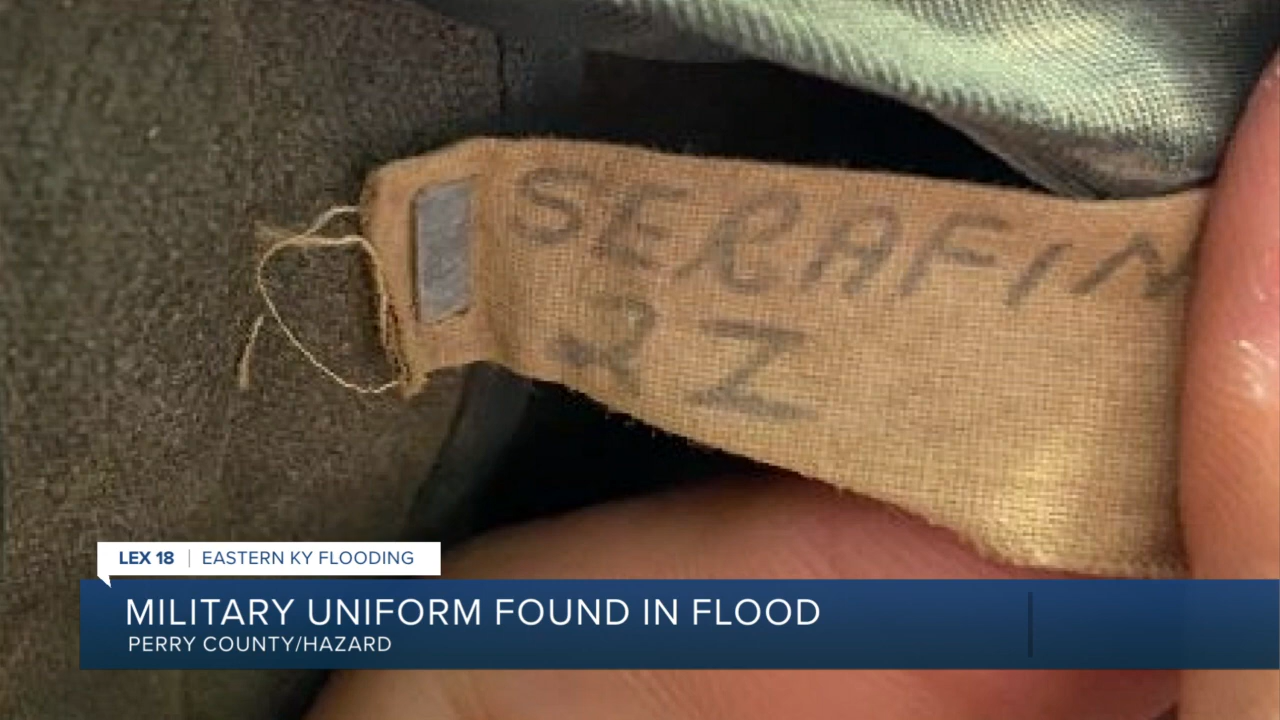 SERAFIN
LEX 18 | EASTERN KY FLOODING
MILITARY UNIFORM FOUND IN FLOOD
PERRY COUNTY/HAZARD